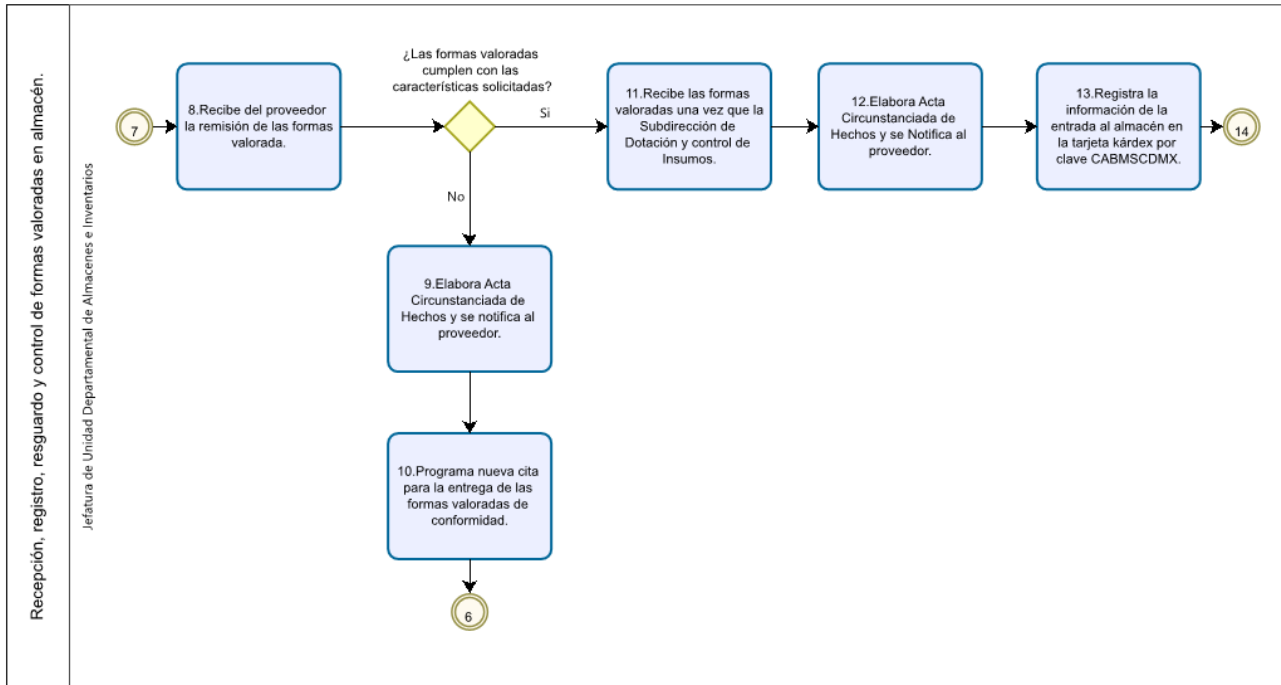 Recepción, registro, resguardo y control de formas valoradas en almacén.
Jefatura de Unidad Departamental de Almacenes e Inventarios
7
8.Recibe del proveedor
la remisión de las formas
valorada.
¿Las formas valoradas
cumplen con las
características solicitadas?
Si
No
11.Recibe las formas
valoradas una vez que la
Subdirección de
Dotación y control de
Insumos.
12.Elabora Acta
Circunstanciada de
Hechos y se Notifica al
proveedor.
13.Registra la
información de la
entrada al almacén en
la tarjeta kárdex por
clave CABMSCDMX.
14
9.Elabora Acta
Circunstanciada de
Hechos y se notifica al
proveedor.
10.Programa nueva cita
para la entrega de las
formas valoradas de
conformidad.
6